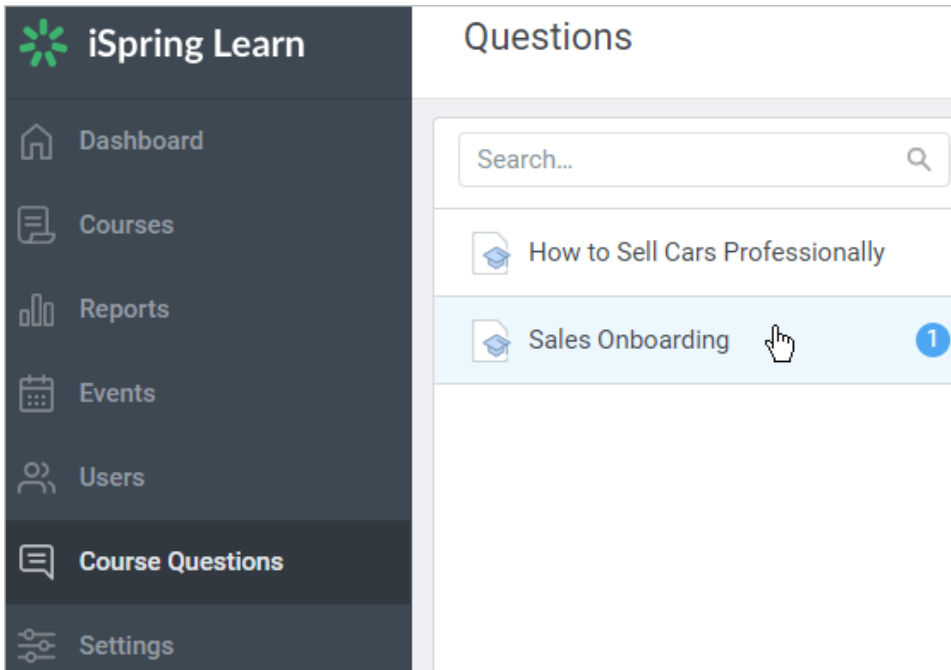 iSpring Learn
Dashboard
Courses
Reports
Events
Users
Course Questions
Settings
Questions
Search...
How to Sell Cars Professionally
Sales Onboarding
1